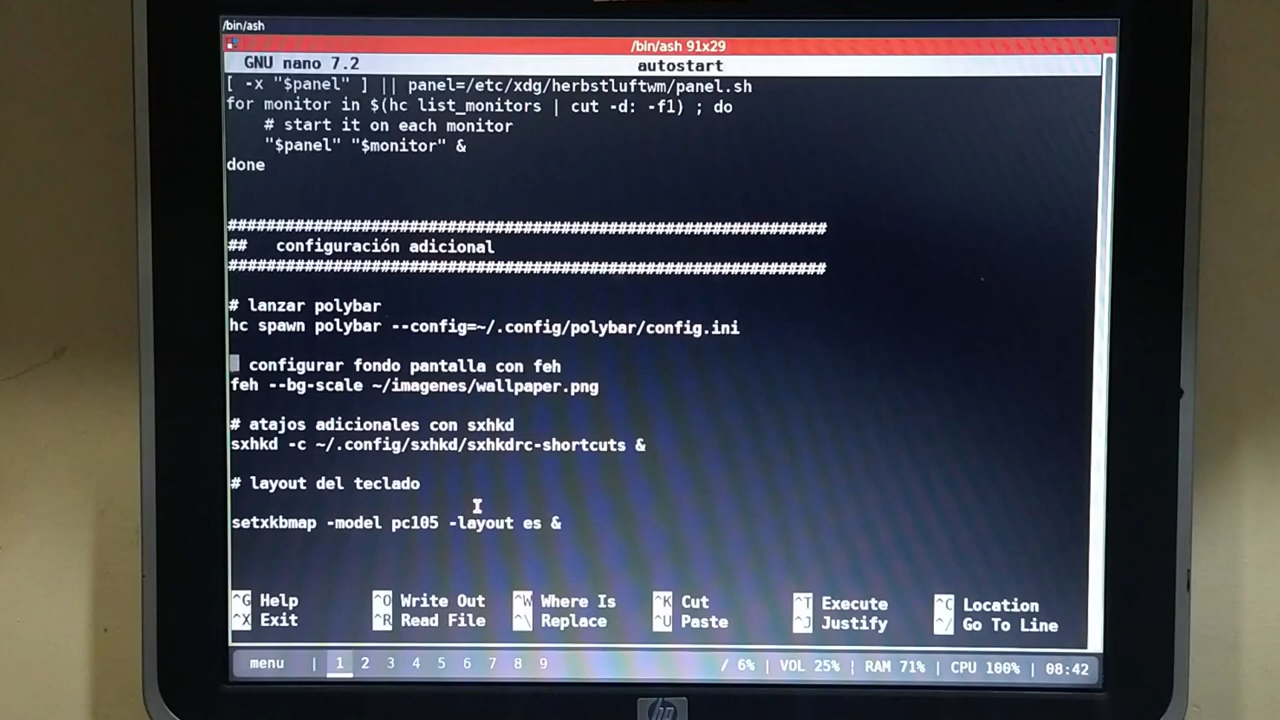 /bin/ash
/bin/ash 91x29
GNU nano 7.2 autostart
[ -x "$panel" ] || panel=/etc/xdg/herbstluftwm/panel.sh
for monitor in $(hc list_monitors | cut -d: -f1) ; do
    # start it on each monitor
    "$panel" "$monitor" &
done
###############################################################
##   configuración adicional
###############################################################
# lanzar polybar
hc spawn polybar --config=~/.config/polybar/config.ini
configurar fondo pantalla con feh
feh --bg-scale ~/imagenes/wallpaper.png
# atajos adicionales con sxhkd
sxhkd -c ~/.config/sxhkd/sxhkdrc-shortcuts &
# layout del teclado
setxkbmap -model pc105 -layout es &
^G Help ^O Write Out ^W Where Is ^K Cut ^T Execute ^C Location
^X Exit ^R Read File ^\ Replace ^U Paste ^J Justify ^/ Go To Line
menu | 1 2 3 4 5 6 7 8 9 / 6% | VOL 25% | RAM 71% | CPU 100% | 08:42
hp